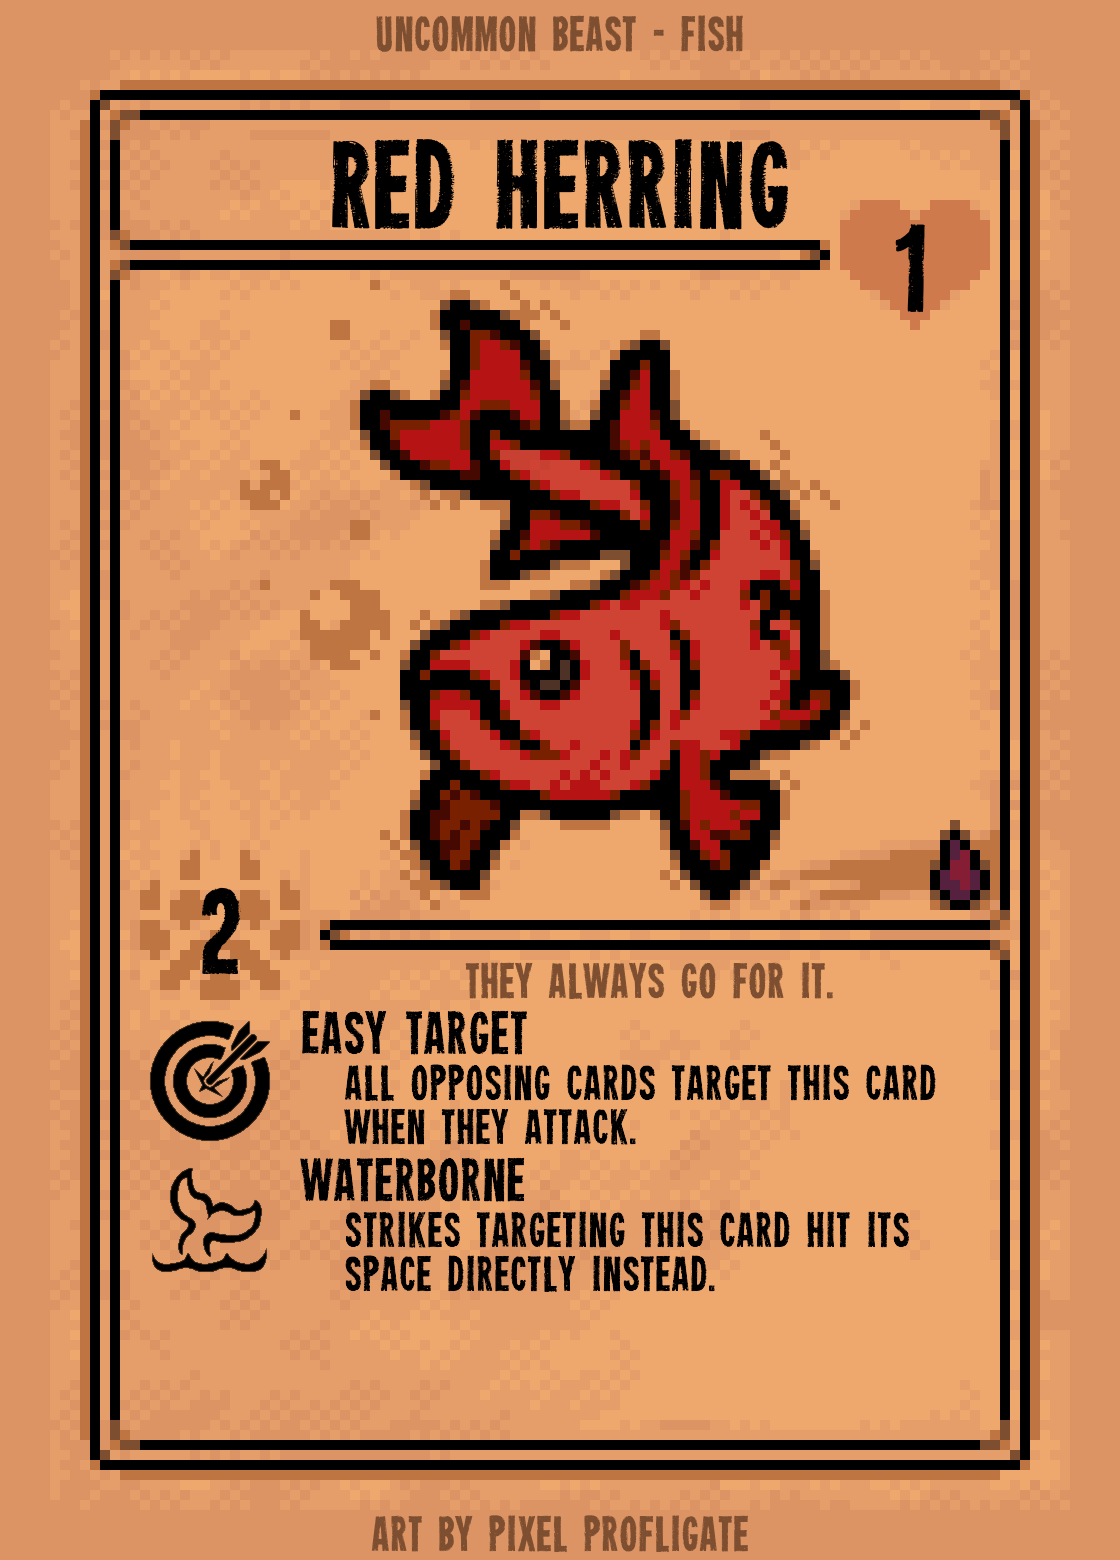 UNCOMMON BEAST - FISH
RED HERRING
1
2
THEY ALWAYS GO FOR IT.
EASY TARGET
ALL OPPOSING CARDS TARGET THIS CARD
WHEN THEY ATTACK.
WATERBORNE
STRIKES TARGETING THIS CARD HIT ITS
SPACE DIRECTLY INSTEAD.
ART BY PIXEL PROFLIGATE